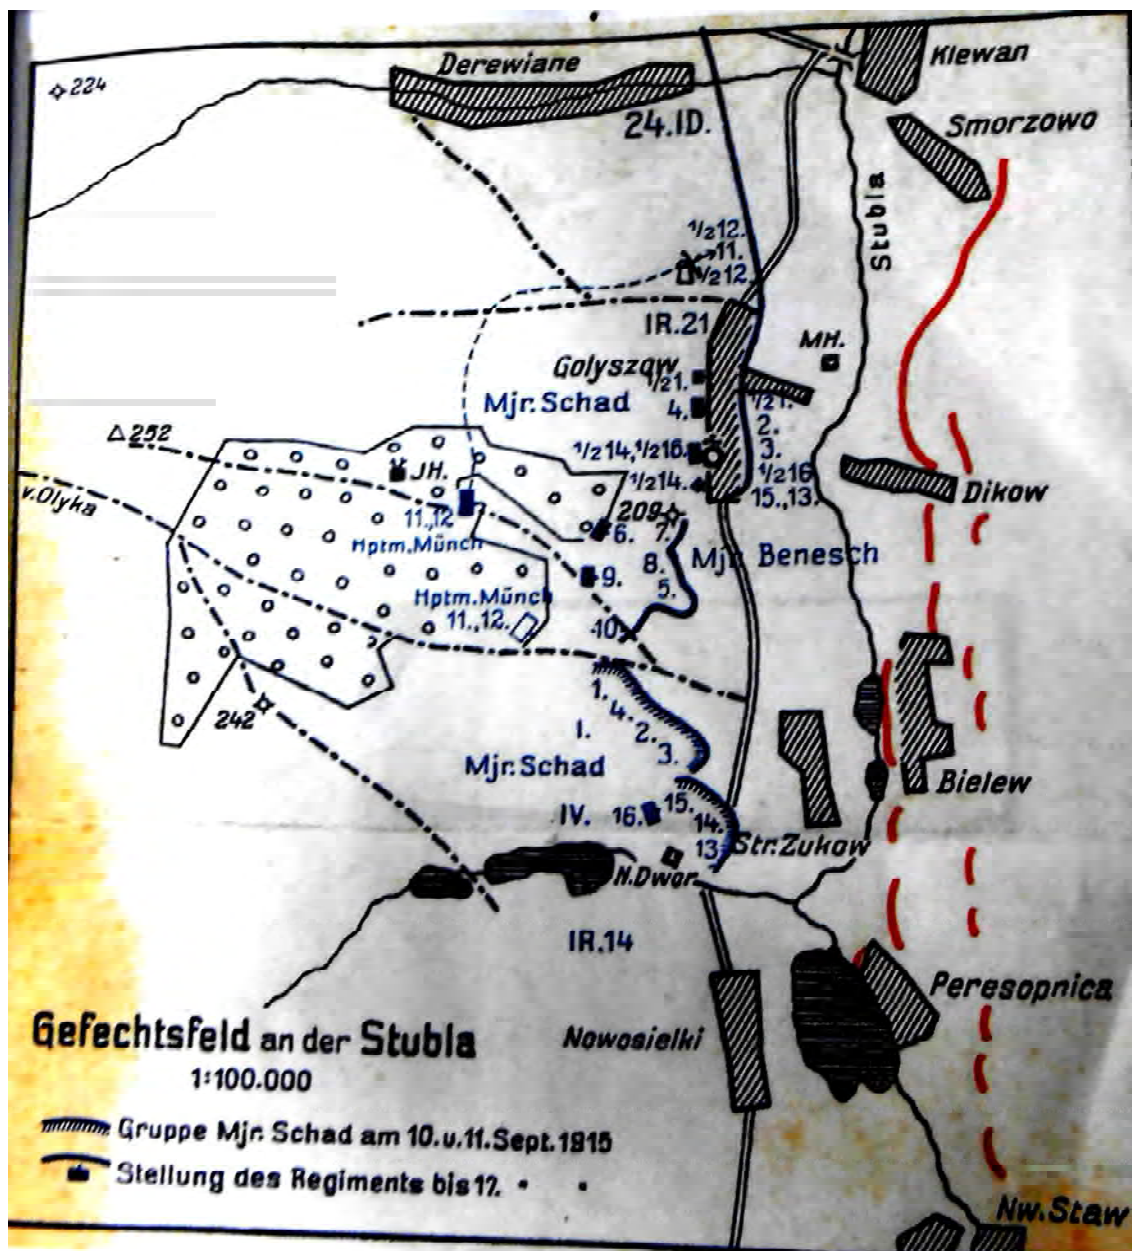 Klewan
Derewiane
224
Smorzowo
24.ID.
Stubla
1/2 12.
11.
1/2 12.
IR.21
MH.
Golyszow
1/2 1.
Mjr. Schad
4.
1/2 1.
2.
3.
△ 252
1/2 14, 1/2 16.
JH.
1/2 16
1/2 14.
15., 13.
Dikow
v. Olyka
11., 12
209
6.
7.
Hptm. Münch
8.
Mjr. Benesch
9.
5.
Hptm. Münch
11., 12.
10.
1.
242
4.
2.
I.
3.
Mjr. Schad
Bielew
15.
IV.
16.
14.
13
Str. Zukow
N. Dwor
IR.14
Peresopnica
Gefechtsfeld an der Stubla
Nowosielki
1:100.000
Gruppe Mjr. Schad am 10. u. 11. Sept. 1915
Stellung des Regiments bis 17. " "
Nw. Staw